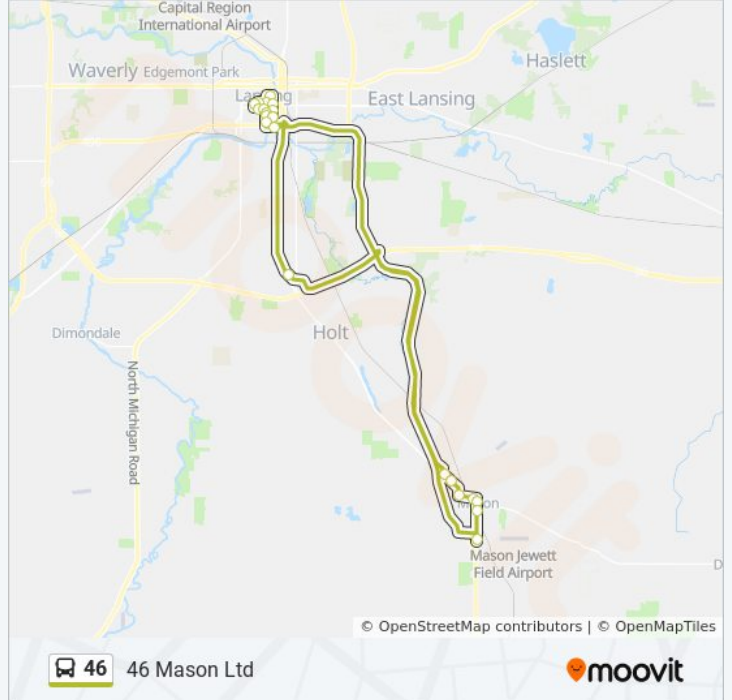 Capital Region
International Airport
Haslett
Waverly
Edgemont Park
Lansing
East Lansing
Dimondale
Holt
North Michigan Road
Mason
Mason Jewett
Field Airport
D
© OpenStreetMap contributors | © OpenMapTiles
46 46 Mason Ltd
moovit